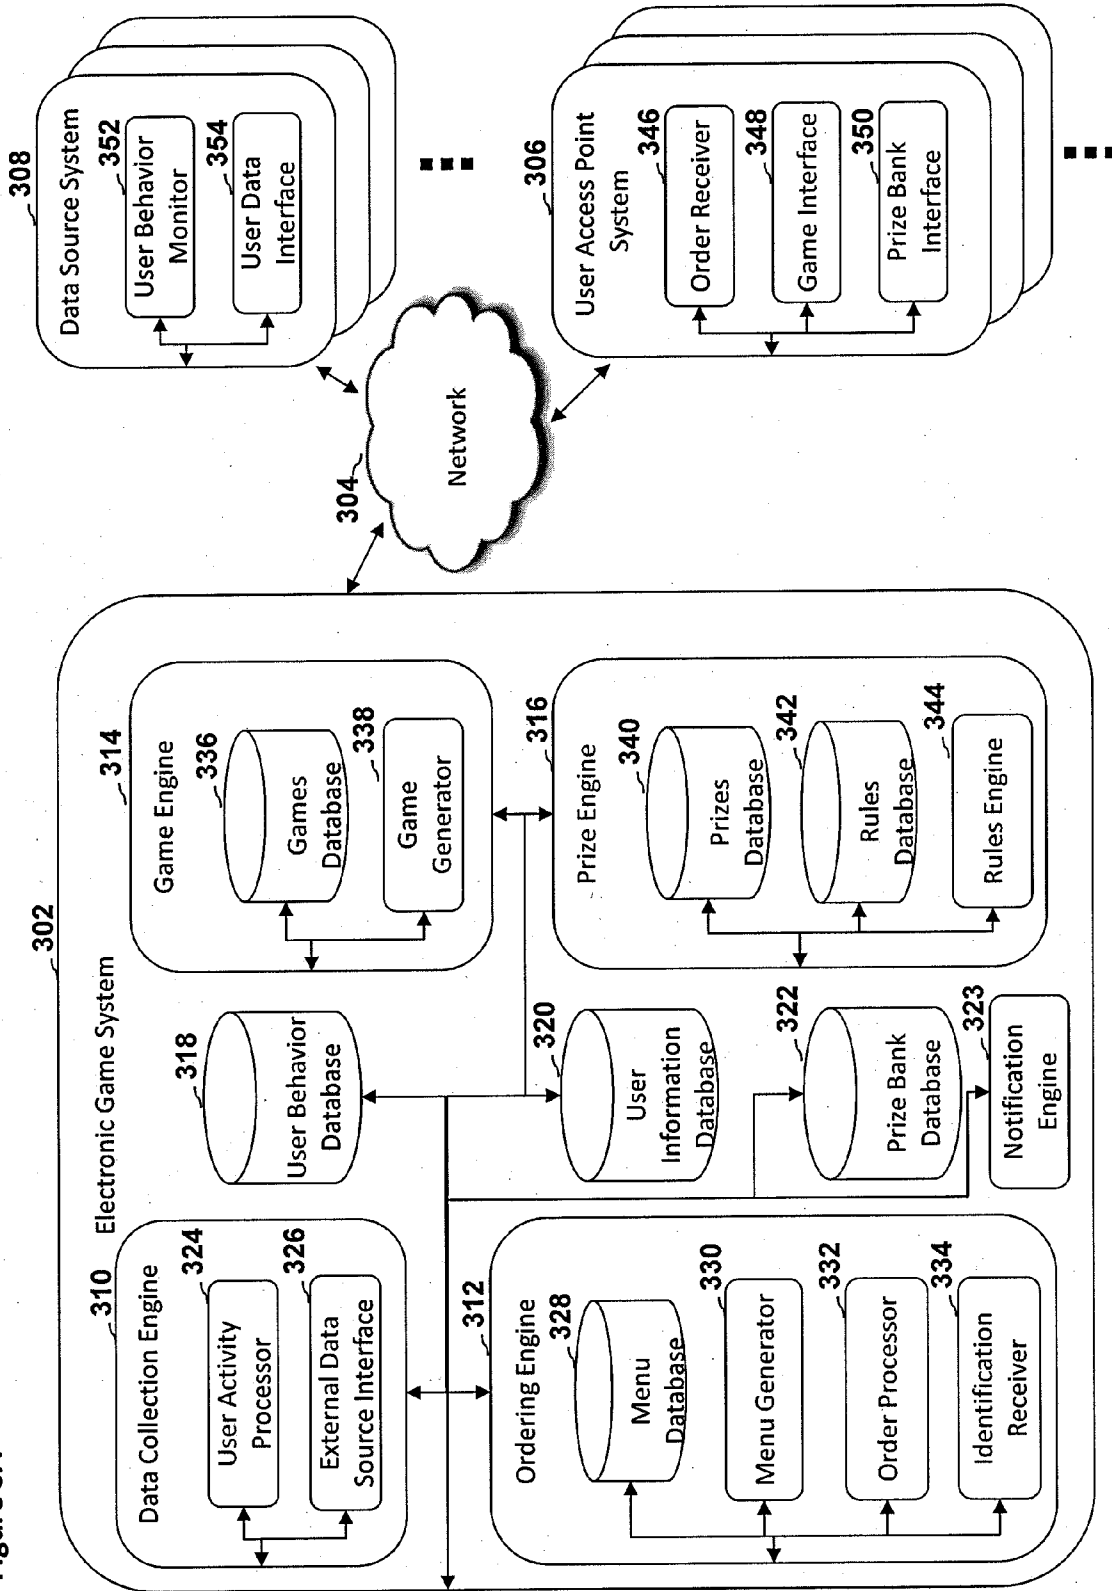 302
Electronic Game System
310
Data Collection Engine
324
User Activity
Processor
326
External Data
Source Interface
312
Ordering Engine
328
Menu
Database
330
Menu Generator
332
Order Processor
334
Identification
Receiver
318
User Behavior
Database
320
User
Information
Database
322
Prize Bank
Database
323
Notification
Engine
314
Game Engine
336
Games
Database
338
Game
Generator
316
Prize Engine
340
Prizes
Database
342
Rules
Database
344
Rules Engine
304
Network
308
Data Source System
352
User Behavior
Monitor
354
User Data
Interface
306
User Access Point
System
346
Order Receiver
348
Game Interface
350
Prize Bank
Interface